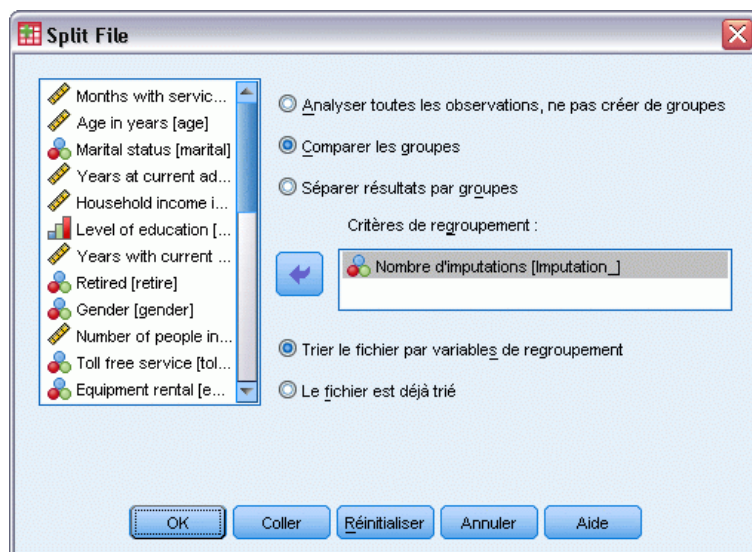 Split File
Months with servic...
Age in years [age]
Marital status [marital]
Years at current ad...
Household income i...
Level of education [...
Years with current ...
Retired [retire]
Gender [gender]
Number of people in...
Toll free service [tol...
Equipment rental [e...
Analyser toutes les observations, ne pas créer de groupes
Comparer les groupes
Séparer résultats par groupes
Critères de regroupement :
Nombre d'imputations [Imputation_]
Trier le fichier par variables de regroupement
Le fichier est déjà trié
OK
Coller
Réinitialiser
Annuler
Aide